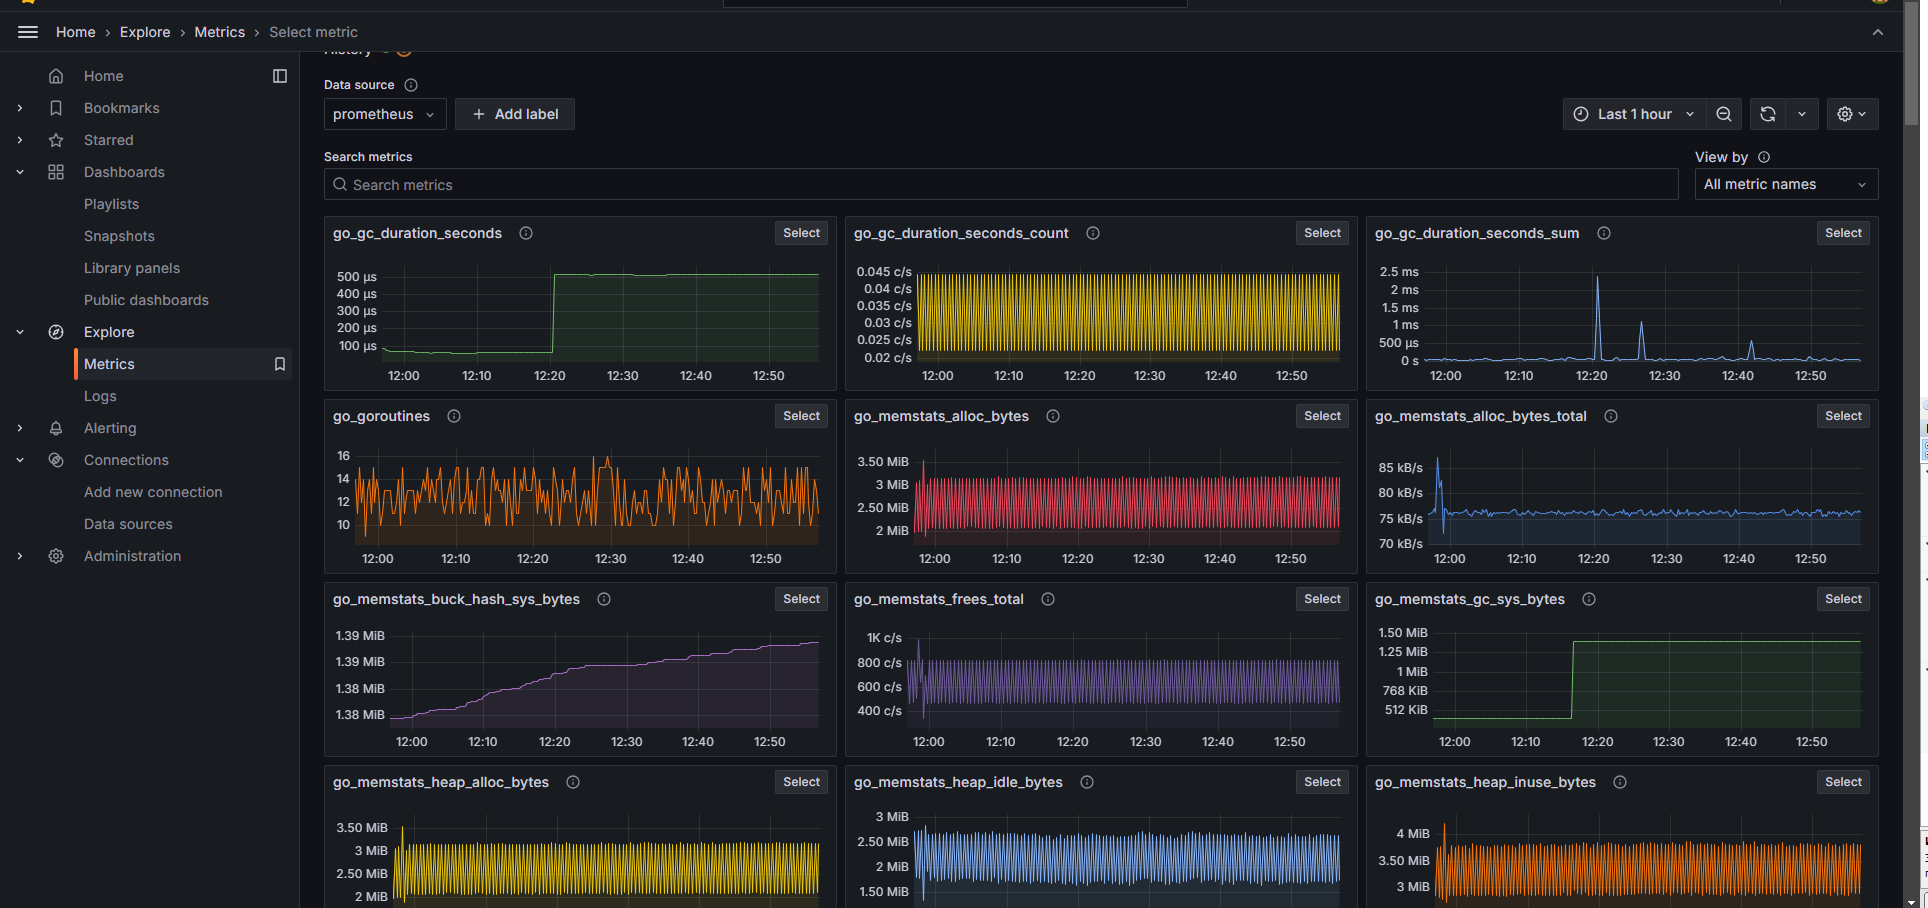 Home › Explore › Metrics › Select metric
History
Home
Bookmarks
Starred
Dashboards
Playlists
Snapshots
Library panels
Public dashboards
Explore
Metrics
Logs
Alerting
Connections
Add new connection
Data sources
Administration
Data source
prometheus
+ Add label
Last 1 hour
Search metrics
Search metrics
View by
All metric names
go_gc_duration_seconds
Select
500 µs
400 µs
300 µs
200 µs
100 µs
12:00 12:10 12:20 12:30 12:40 12:50
go_gc_duration_seconds_count
Select
0.045 c/s
0.04 c/s
0.035 c/s
0.03 c/s
0.025 c/s
0.02 c/s
12:00 12:10 12:20 12:30 12:40 12:50
go_gc_duration_seconds_sum
Select
2.5 ms
2 ms
1.5 ms
1 ms
500 µs
0 s
12:00 12:10 12:20 12:30 12:40 12:50
go_goroutines
Select
16
14
12
10
12:00 12:10 12:20 12:30 12:40 12:50
go_memstats_alloc_bytes
Select
3.50 MiB
3 MiB
2.50 MiB
2 MiB
12:00 12:10 12:20 12:30 12:40 12:50
go_memstats_alloc_bytes_total
Select
85 kB/s
80 kB/s
75 kB/s
70 kB/s
12:00 12:10 12:20 12:30 12:40 12:50
go_memstats_buck_hash_sys_bytes
Select
1.39 MiB
1.39 MiB
1.38 MiB
1.38 MiB
12:00 12:10 12:20 12:30 12:40 12:50
go_memstats_frees_total
Select
1K c/s
800 c/s
600 c/s
400 c/s
12:00 12:10 12:20 12:30 12:40 12:50
go_memstats_gc_sys_bytes
Select
1.50 MiB
1.25 MiB
1 MiB
768 KiB
512 KiB
12:00 12:10 12:20 12:30 12:40 12:50
go_memstats_heap_alloc_bytes
Select
3.50 MiB
3 MiB
2.50 MiB
2 MiB
go_memstats_heap_idle_bytes
Select
3 MiB
2.50 MiB
2 MiB
1.50 MiB
go_memstats_heap_inuse_bytes
Select
4 MiB
3.50 MiB
3 MiB